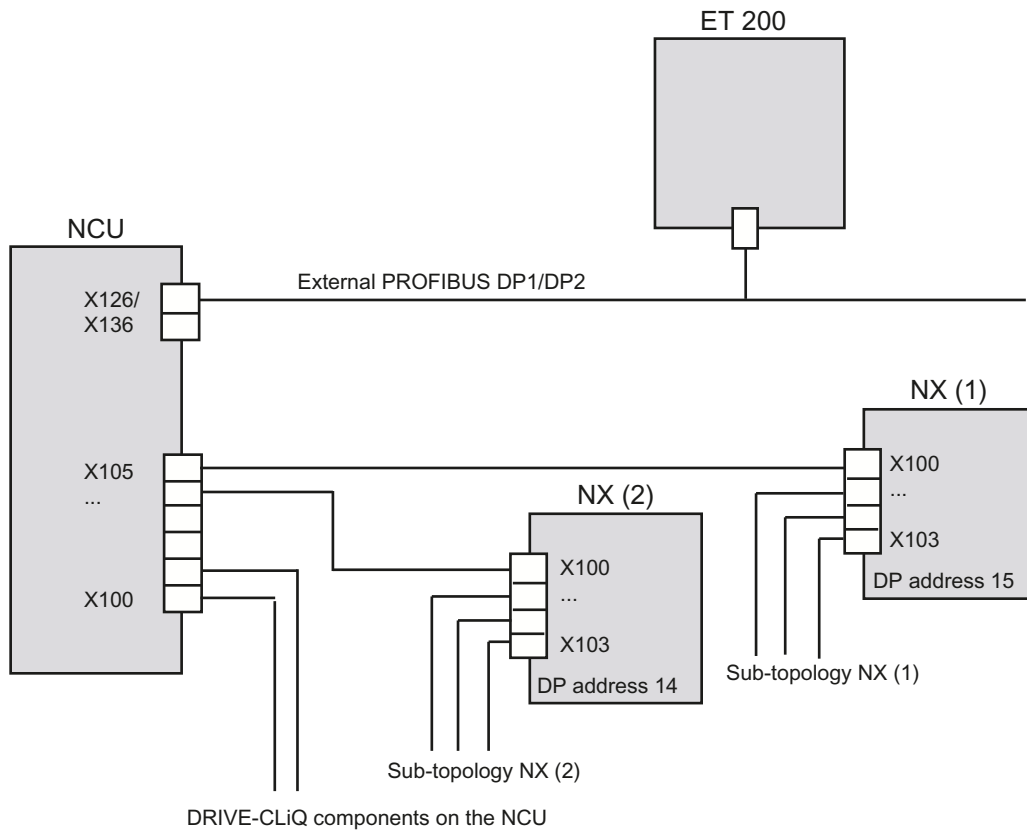 ET 200
NCU
X126/
X136
External PROFIBUS DP1/DP2
NX (1)
X105
...
X100
NX (2)
X100
...
X103
DP address 14
X100
...
X103
DP address 15
Sub-topology NX (1)
Sub-topology NX (2)
DRIVE-CLiQ components on the NCU